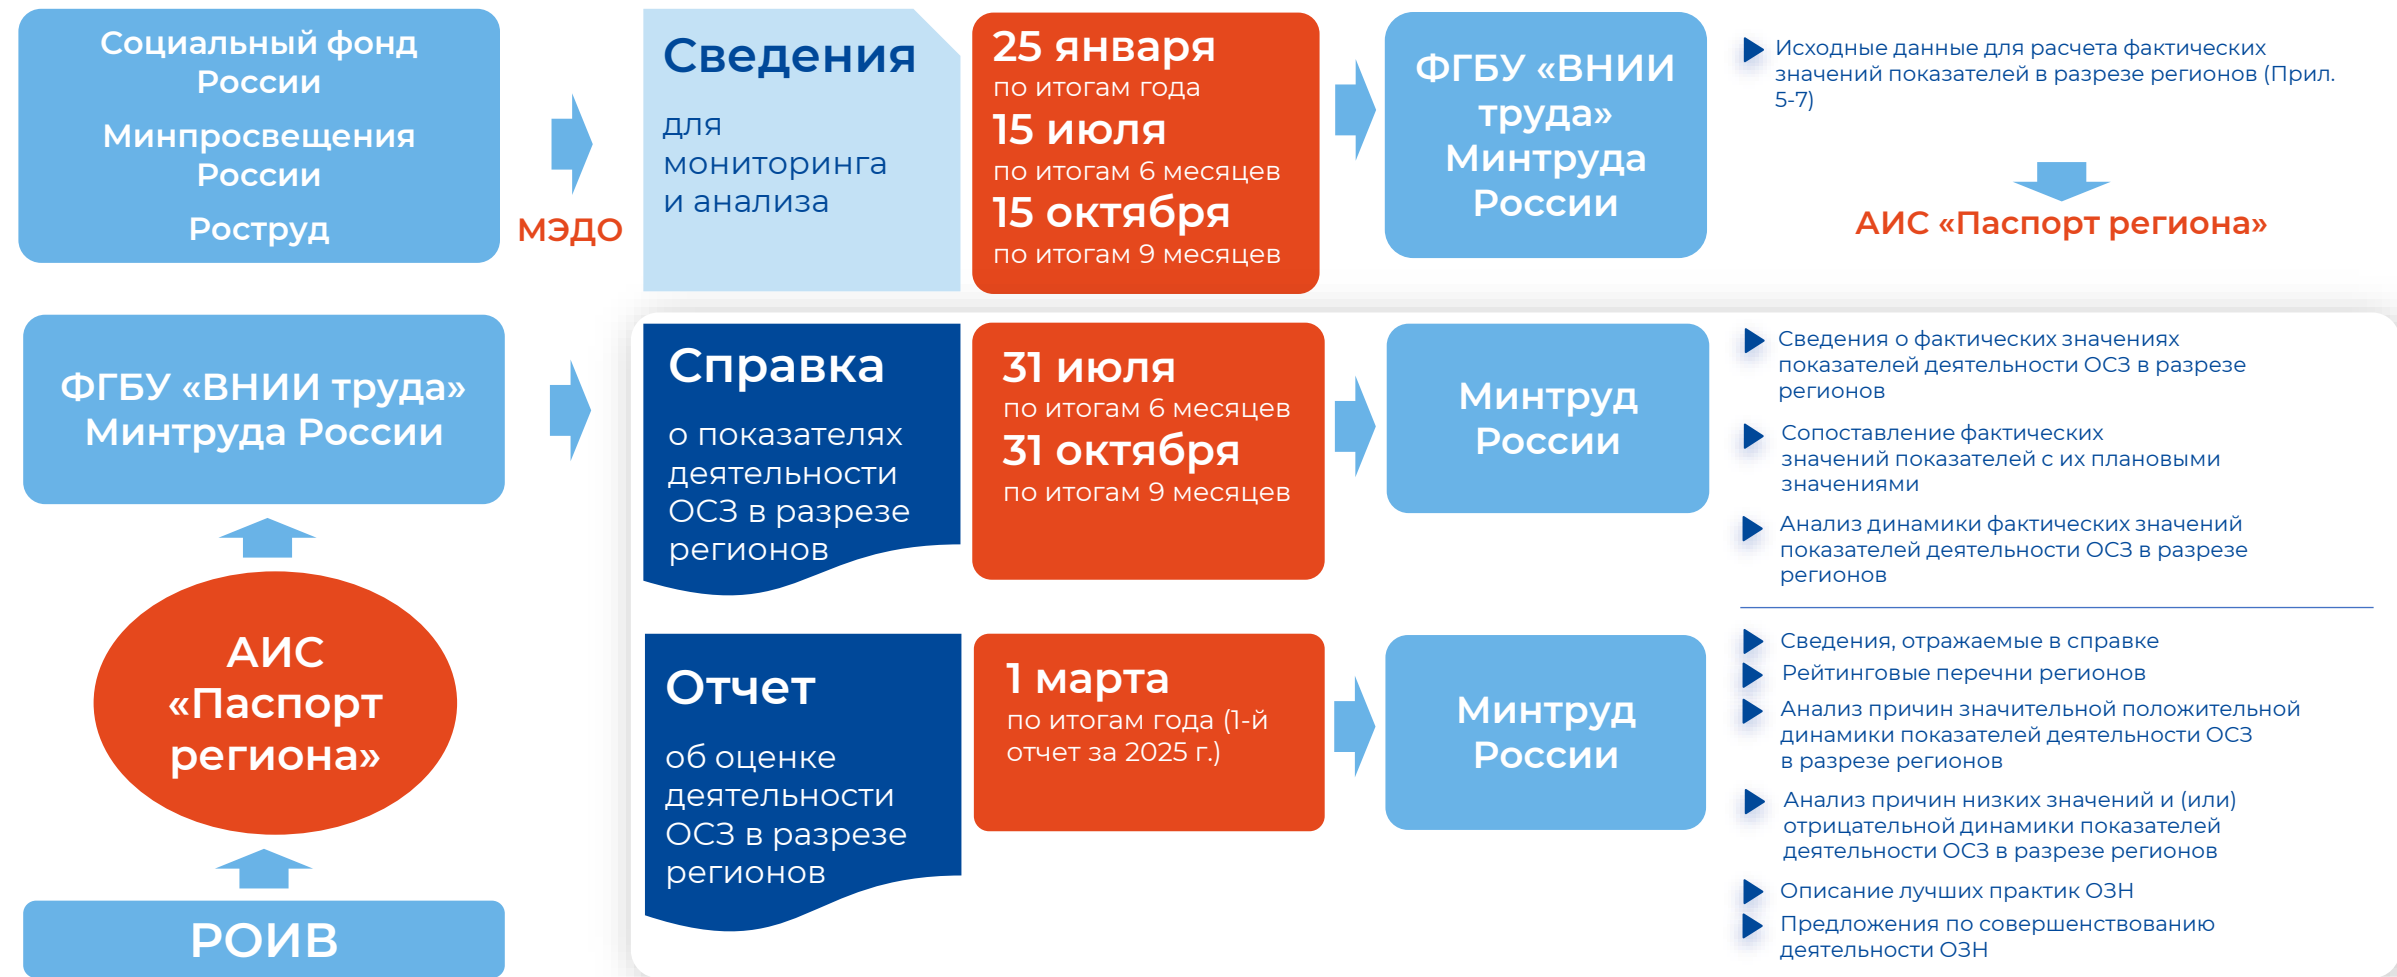 Социальный фонд
России
Минпросвещения
России
Роструд
МЭДО
Сведения
для
мониторинга
и анализа
25 января
по итогам года
15 июля
по итогам 6 месяцев
15 октября
по итогам 9 месяцев
ФГБУ «ВНИИ
труда»
Минтруда
России
Исходные данные для расчета фактических
значений показателей в разрезе регионов (Прил.
5-7)
АИС «Паспорт региона»
ФГБУ «ВНИИ труда»
Минтруда России
АИС
«Паспорт
региона»
РОИВ
Справка
о показателях
деятельности
ОСЗ в разрезе
регионов
31 июля
по итогам 6 месяцев
31 октября
по итогам 9 месяцев
Минтруд
России
Сведения о фактических значениях
показателей деятельности ОСЗ в разрезе
регионов
Сопоставление фактических
значений показателей с их плановыми
значениями
Анализ динамики фактических значений
показателей деятельности ОСЗ в разрезе
регионов
Отчет
об оценке
деятельности
ОСЗ в разрезе
регионов
1 марта
по итогам года (1-й
отчет за 2025 г.)
Минтруд
России
Сведения, отражаемые в справке
Рейтинговые перечни регионов
Анализ причин значительной положительной
динамики показателей деятельности ОСЗ
в разрезе регионов
Анализ причин низких значений и (или)
отрицательной динамики показателей
деятельности ОСЗ в разрезе регионов
Описание лучших практик ОЗН
Предложения по совершенствованию
деятельности ОЗН